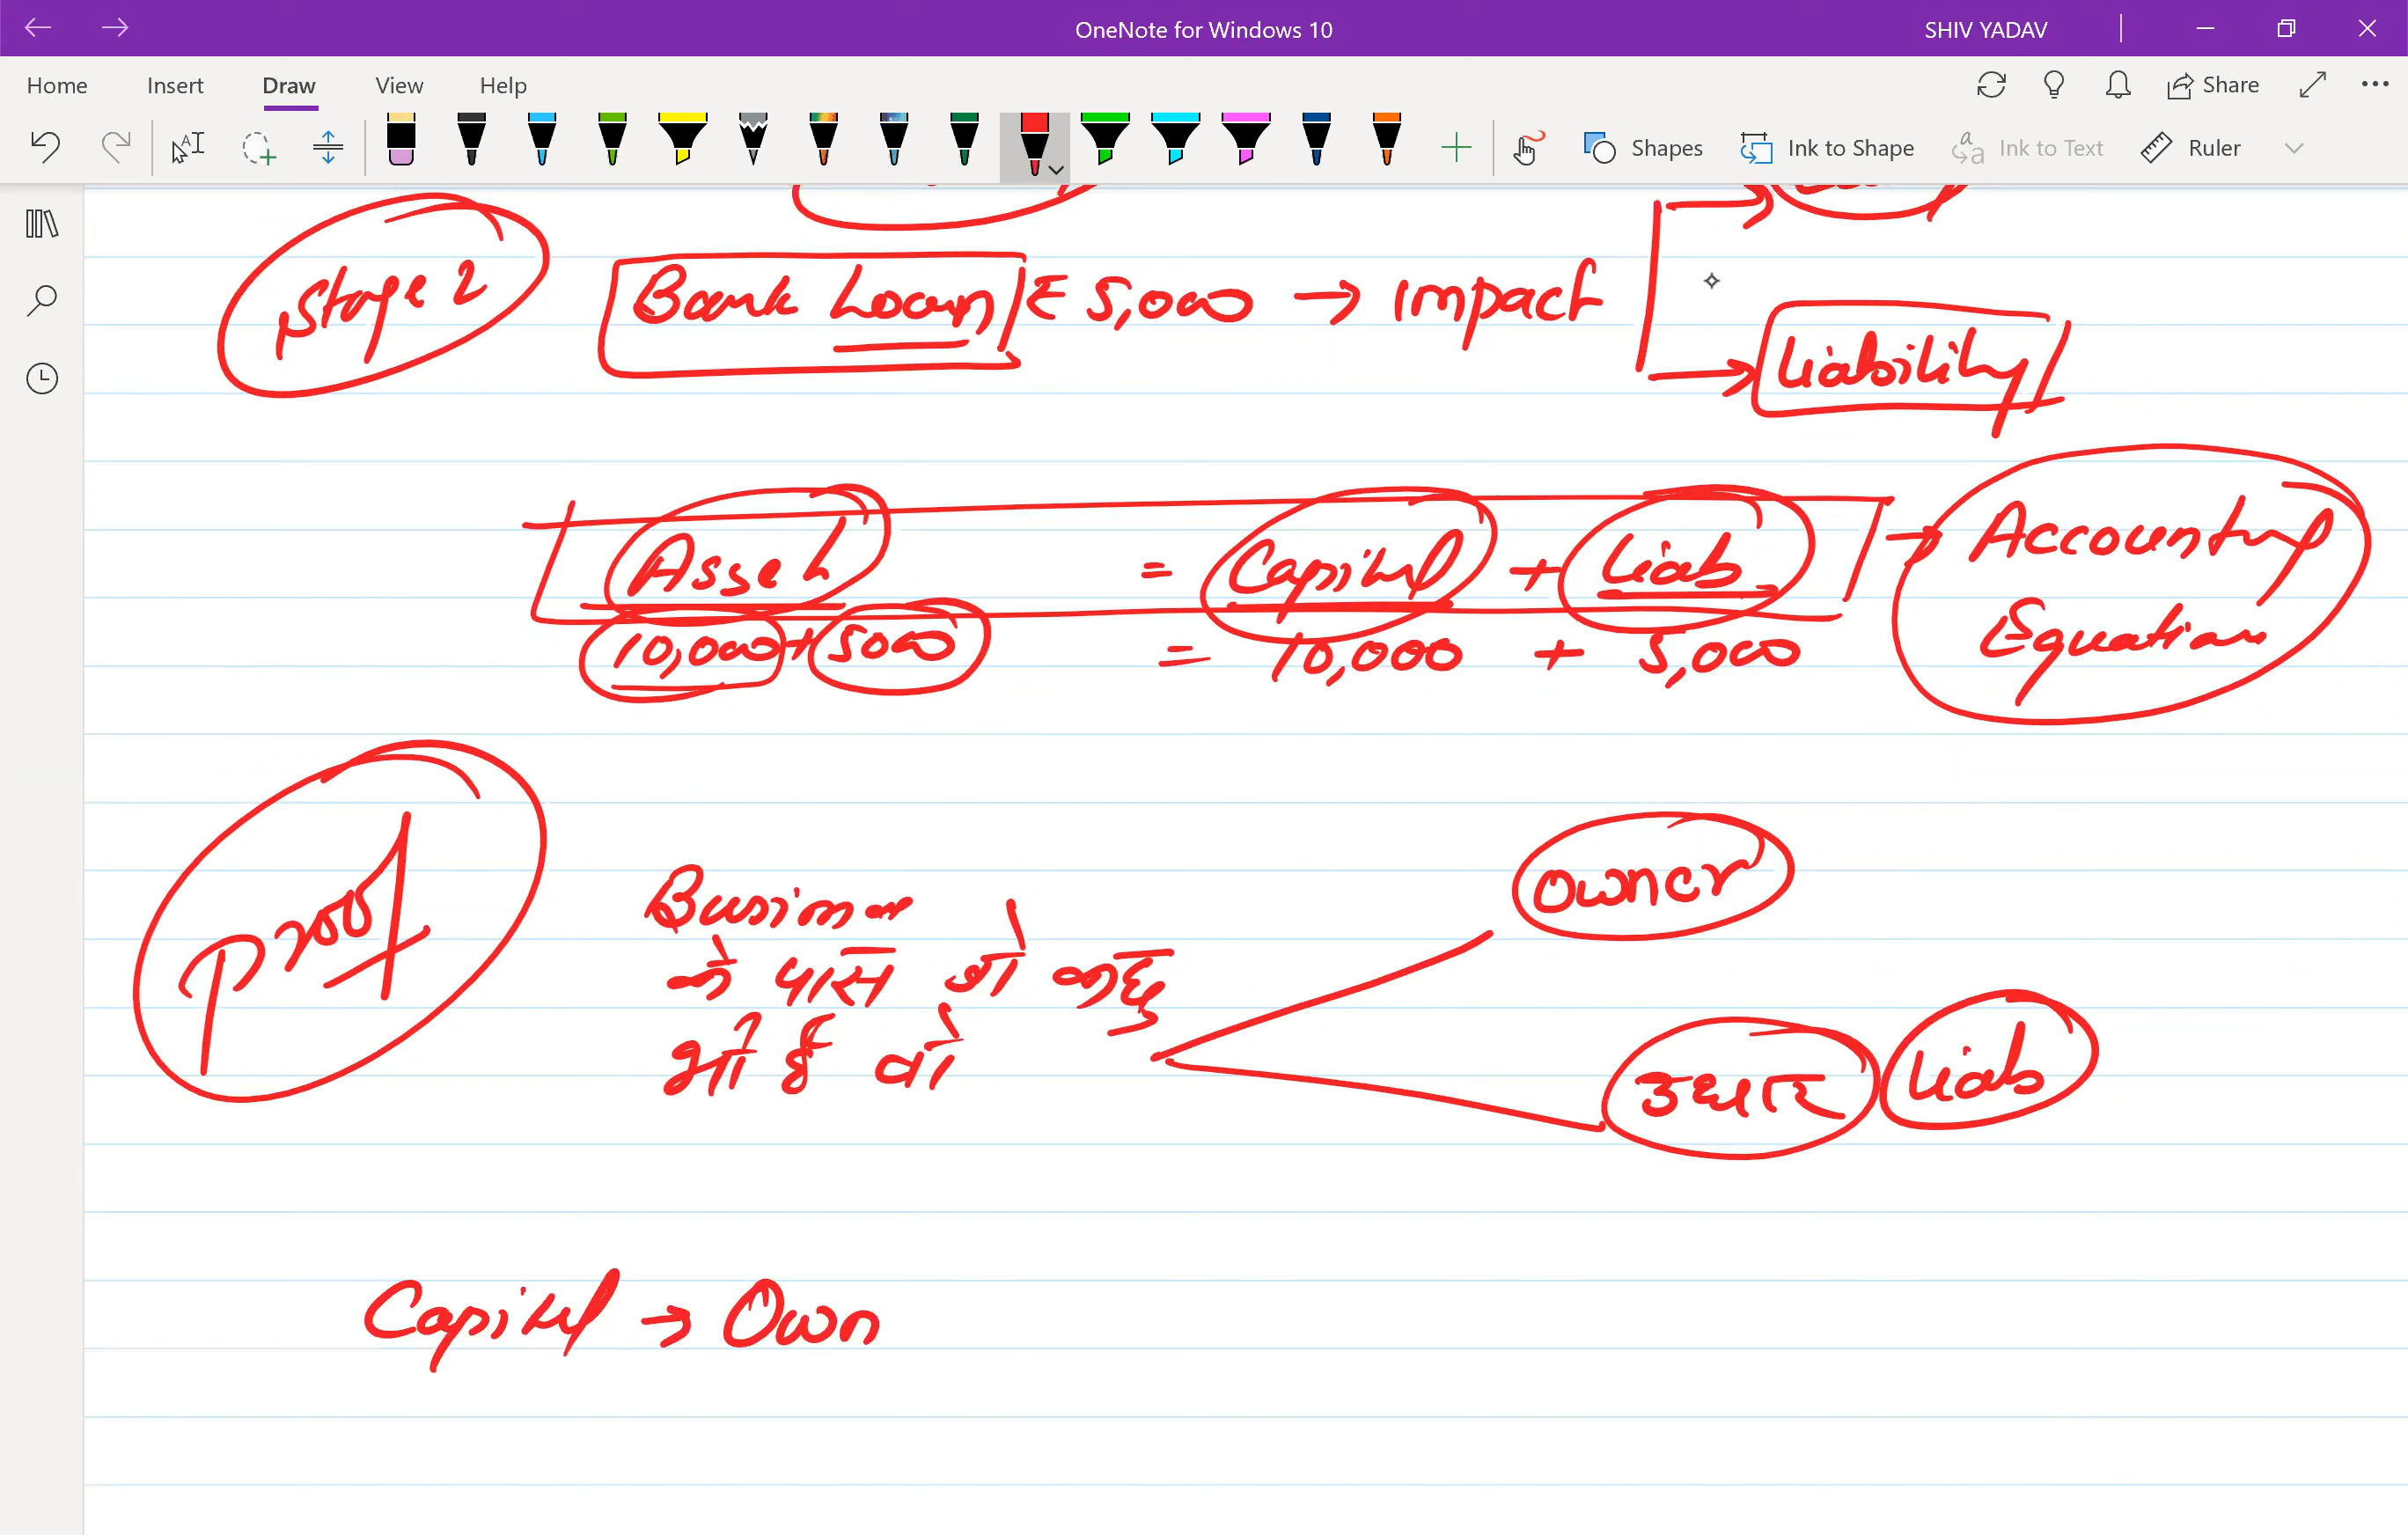 OneNote for Windows 10
SHIV YADAV
Home Insert Draw View Help
Share
Shapes Ink to Shape Ink to Text Ruler
Stage 2 Bank Loan ₹ 5,000 → Impact
Liability
Asset = Capital + Liab → Accounting
Equation
10,000 + 5000 = 10,000 + 5,000
Proof
Owner
Business
के पास जो कुछ
भी है वो
उधार Liab
Capital → Own